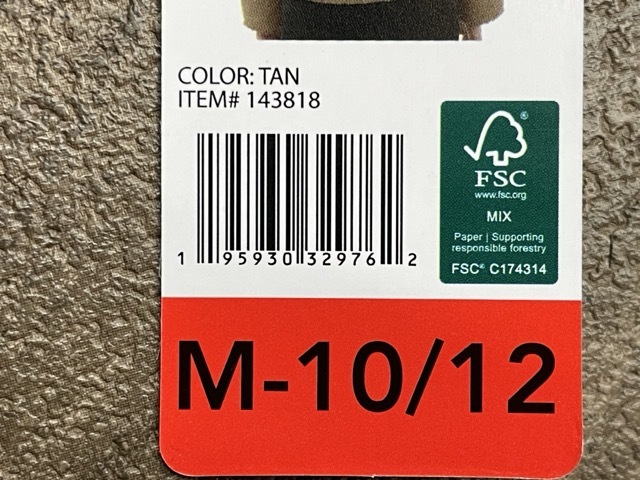 COLOR: TAN
ITEM# 143818
1 95930 32976 2
®
FSC
www.fsc.org
MIX
Paper | Supporting
responsible forestry
FSC® C174314
M-10/12